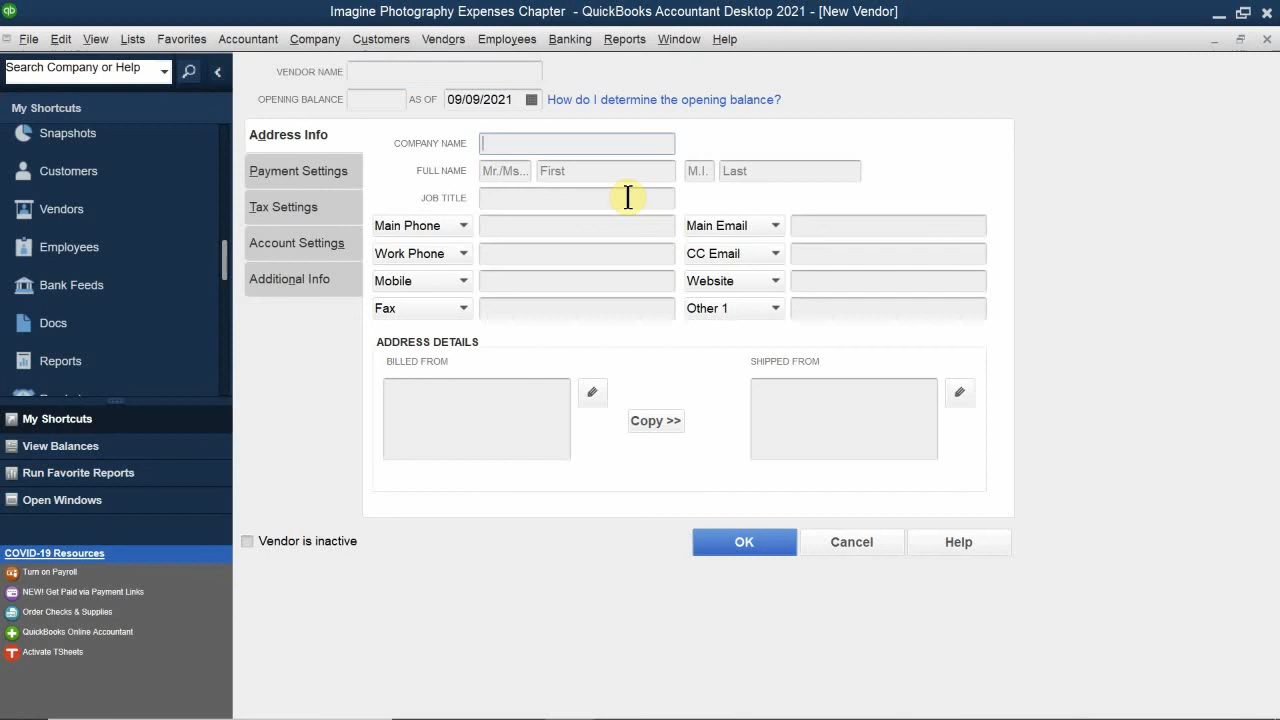 Imagine Photography Expenses Chapter - QuickBooks Accountant Desktop 2021 - [New Vendor]
File Edit View Lists Favorites Accountant Company Customers Vendors Employees Banking Reports Window Help
Search Company or Help
My Shortcuts
Snapshots
Customers
Vendors
Employees
Bank Feeds
Docs
Reports
My Shortcuts
View Balances
Run Favorite Reports
Open Windows
COVID-19 Resources
Turn on Payroll
NEW! Get Paid via Payment Links
Order Checks & Supplies
QuickBooks Online Accountant
T Activate TSheets
VENDOR NAME
OPENING BALANCE AS OF 09/09/2021 How do I determine the opening balance?
Address Info
Payment Settings
Tax Settings
Account Settings
Additional Info
COMPANY NAME
FULL NAME Mr./Ms... First M.I. Last
JOB TITLE
Main Phone Main Email
Work Phone CC Email
Mobile Website
Fax Other 1
ADDRESS DETAILS
BILLED FROM SHIPPED FROM
Copy >>
Vendor is inactive OK Cancel Help